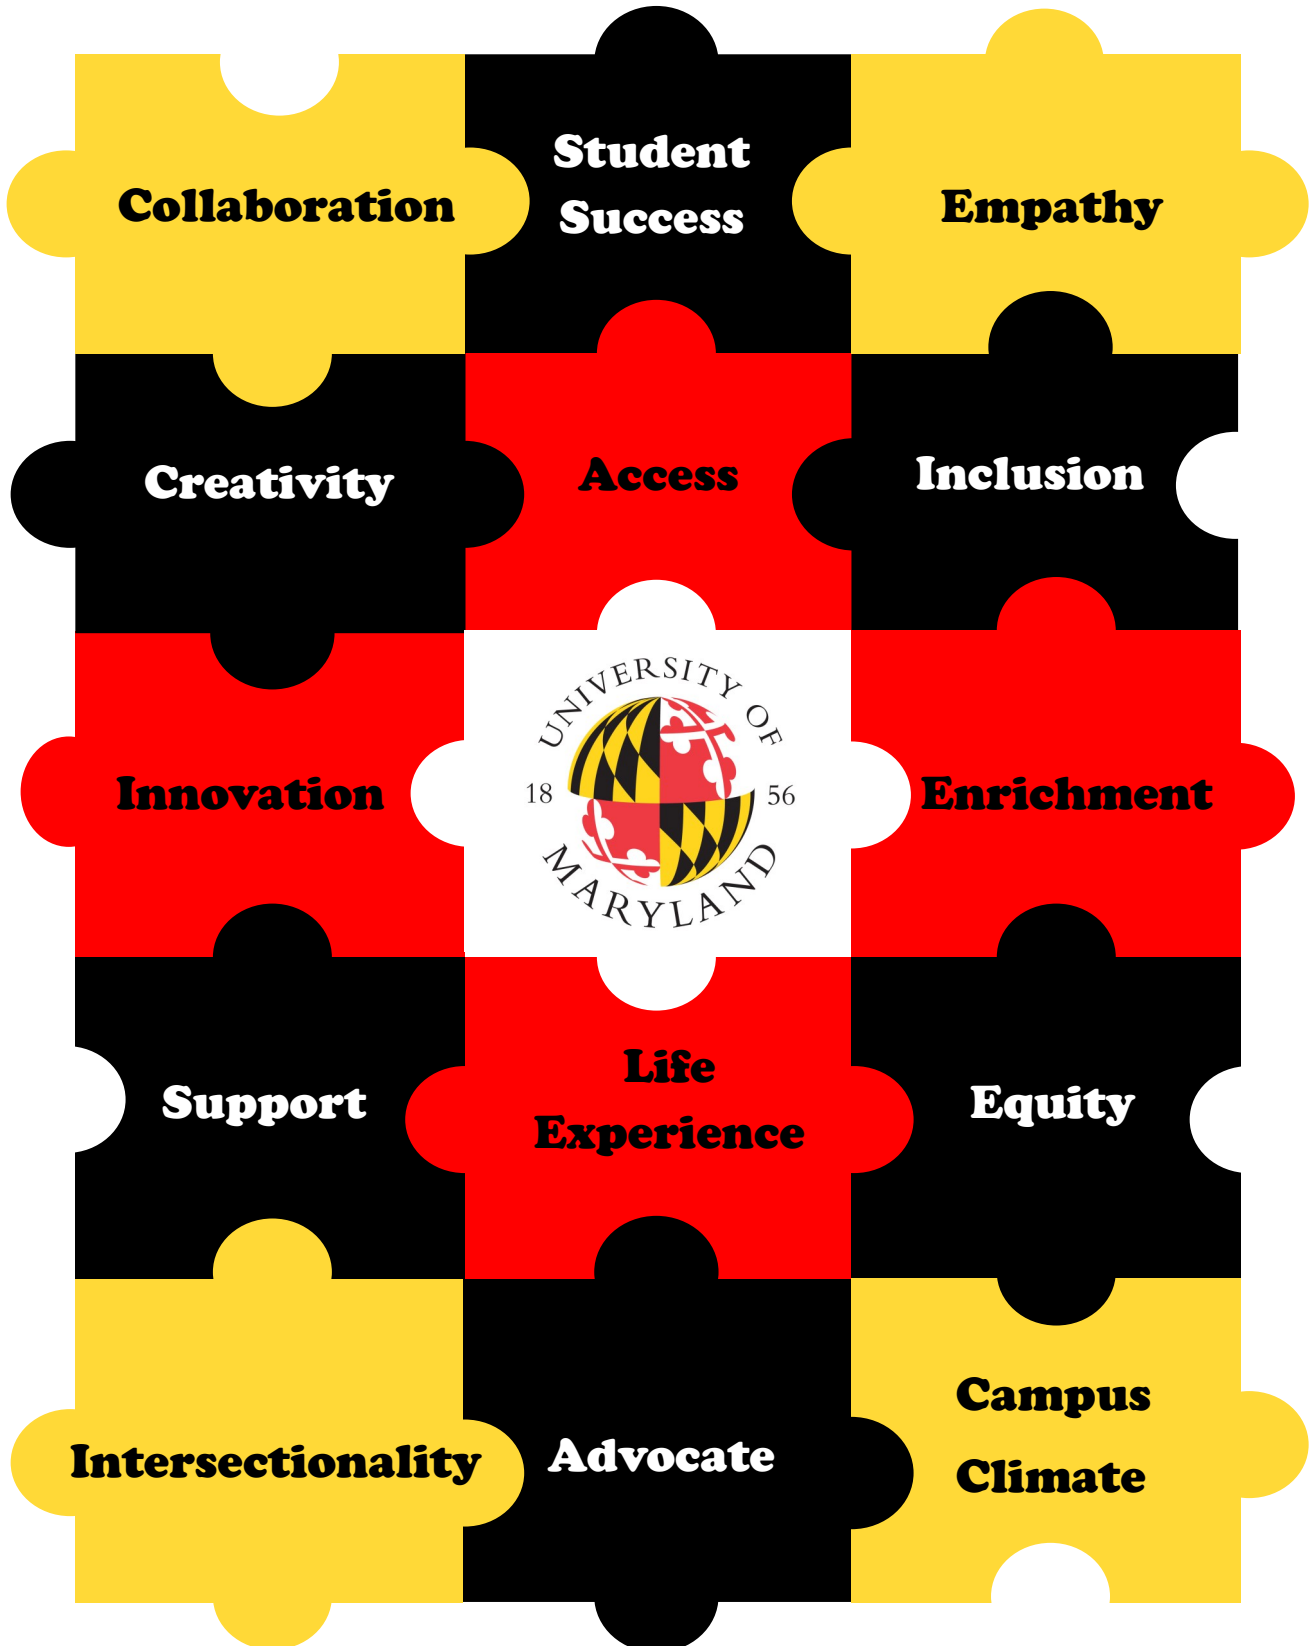 Collaboration
Student
Success
Empathy
Creativity
Access
Inclusion
Innovation
UNIVERSITY OF
18 56
MARYLAND
Enrichment
Support
Life
Experience
Equity
Intersectionality
Advocate
Campus
Climate